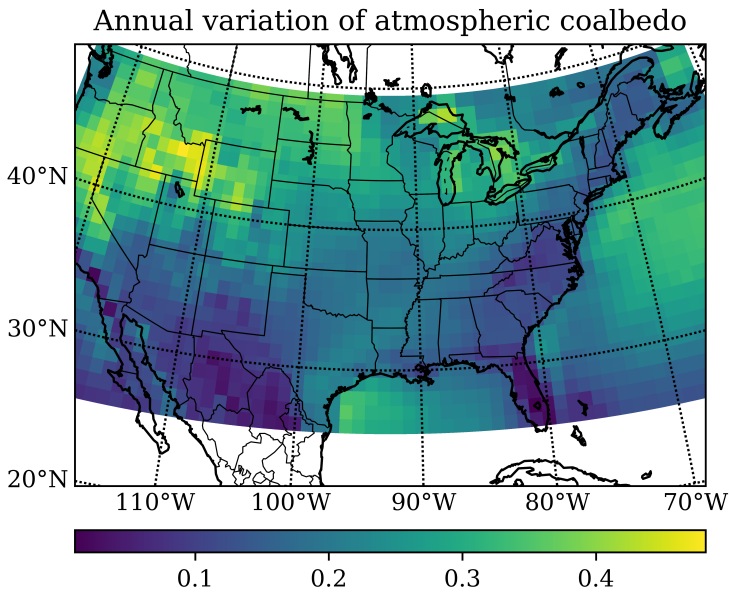 Annual variation of atmospheric coalbedo
40°N
30°N
20°N
110°W 100°W 90°W 80°W 70°W
0.1 0.2 0.3 0.4